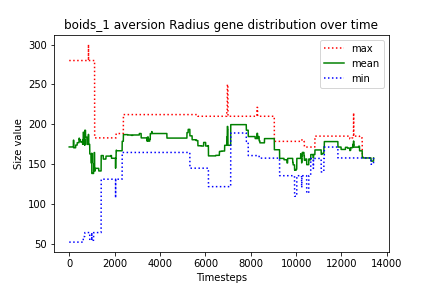 boids_1 aversion Radius gene distribution over time
max
mean
min
Size value
300
250
200
150
100
50
0
2000
4000
6000
8000
10000
12000
14000
Timesteps